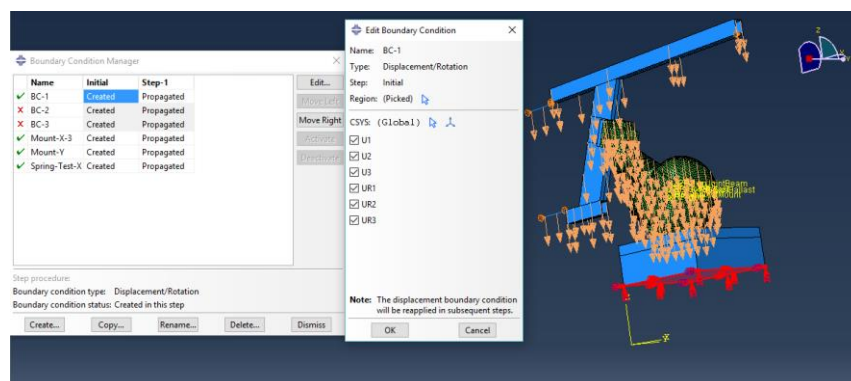 Boundary Condition Manager
Name Initial Step-1
BC-1 Created Propagated
BC-2 Created Propagated
BC-3 Created Propagated
Mount-X-3 Created Propagated
Mount-Y Created Propagated
Spring-Test-X Created Propagated
Edit...
Move Left
Move Right
Activate
Deactivate
Step procedure:
Boundary condition type: Displacement/Rotation
Boundary condition status: Created in this step
Create... Copy... Rename... Delete... Dismiss
Edit Boundary Condition
Name: BC-1
Type: Displacement/Rotation
Step: Initial
Region: (Picked)
CSYS: (Global)
U1
U2
U3
UR1
UR2
UR3
Note: The displacement boundary condition
will be reapplied in subsequent steps.
OK Cancel
Z